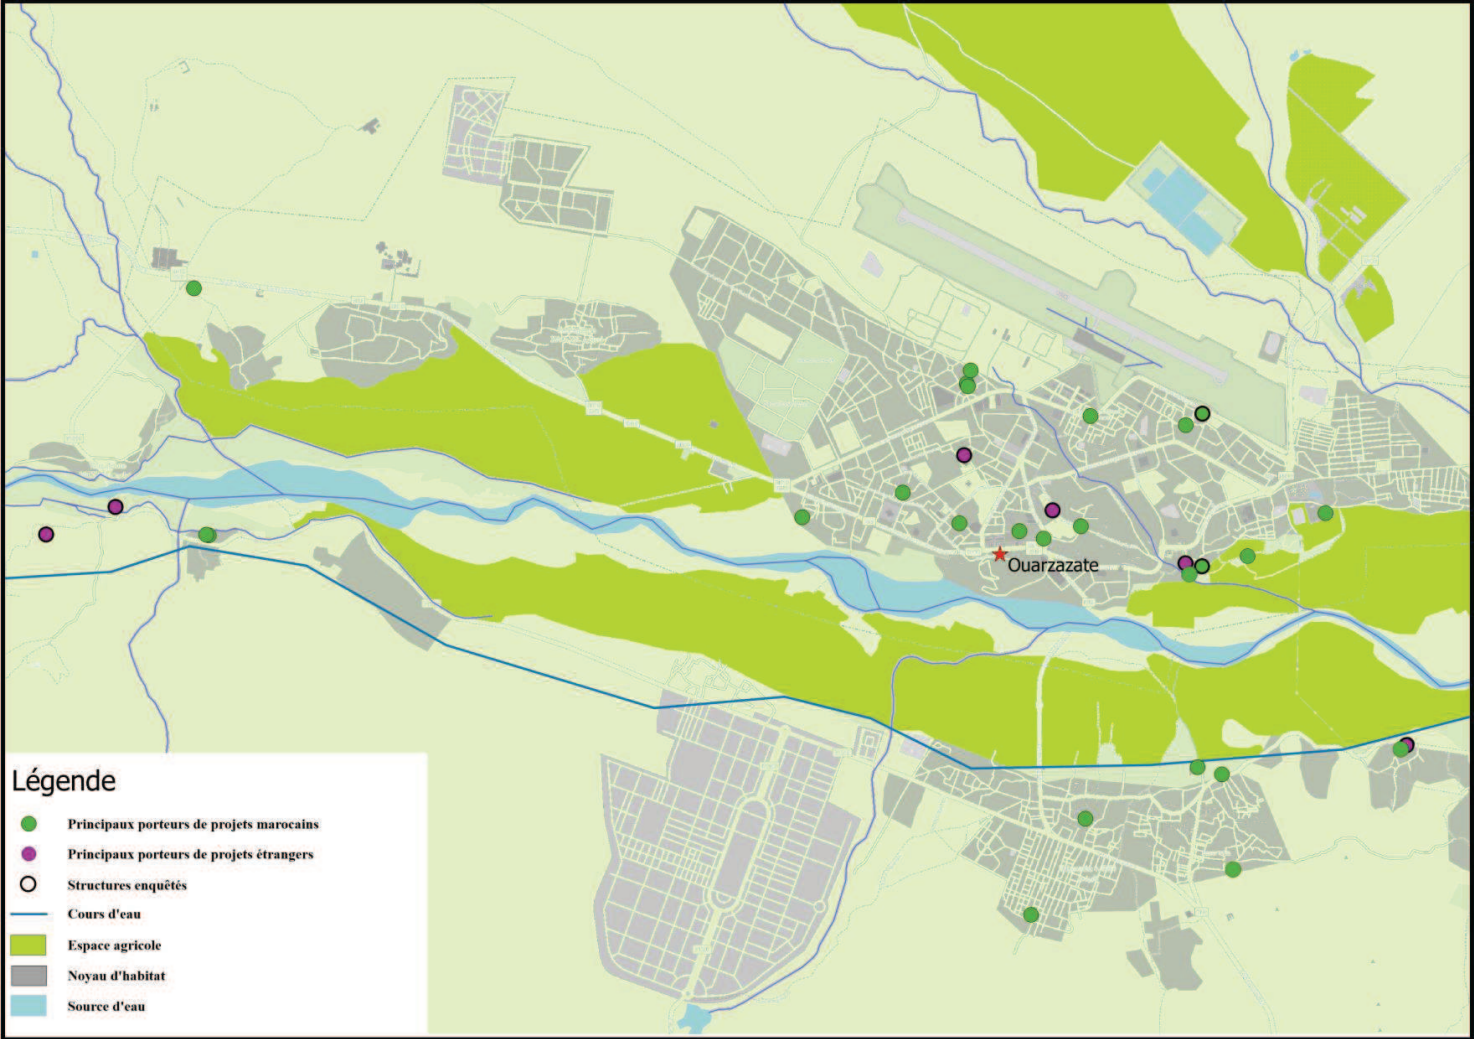 Ouarzazate
Légende
Principaux porteurs de projets marocains
Principaux porteurs de projets étrangers
Structures enquêtés
Cours d'eau
Espace agricole
Noyau d'habitat
Source d'eau